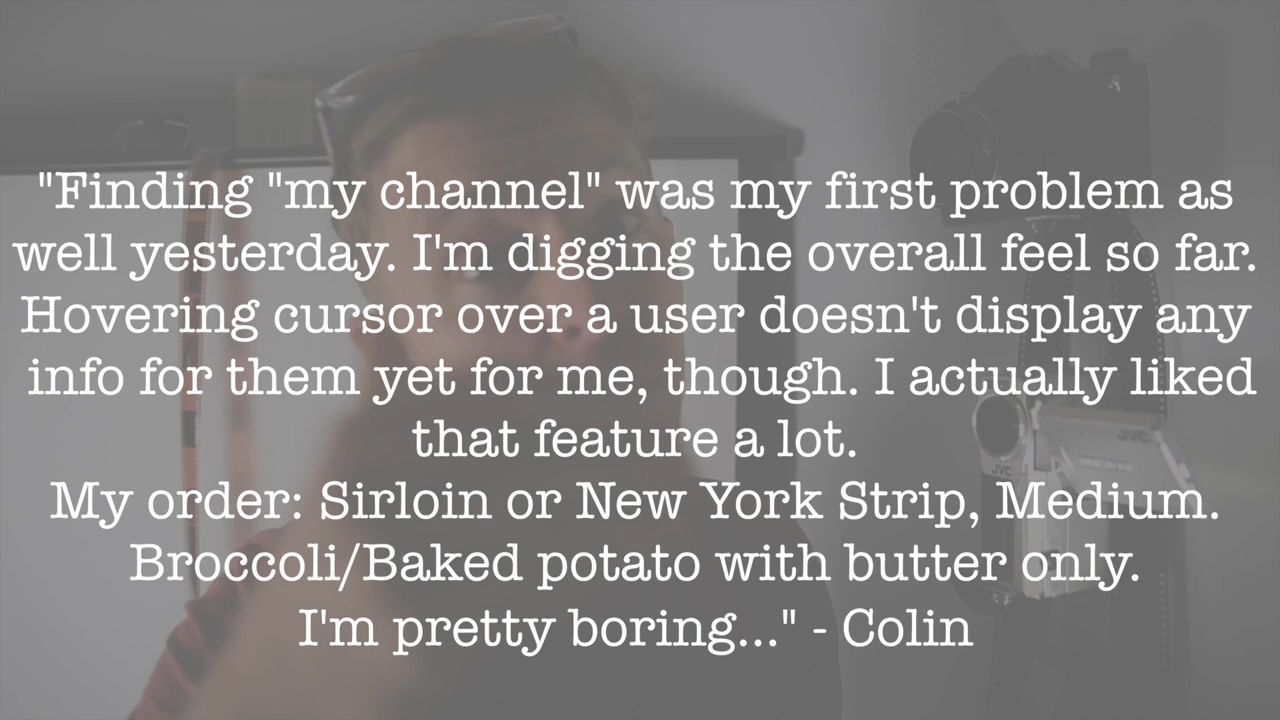 "Finding "my channel" was my first problem as
well yesterday. I'm digging the overall feel so far.
Hovering cursor over a user doesn't display any
info for them yet for me, though. I actually liked
that feature a lot.
My order: Sirloin or New York Strip, Medium.
Broccoli/Baked potato with butter only.
I'm pretty boring..." - Colin
JVC
JVC